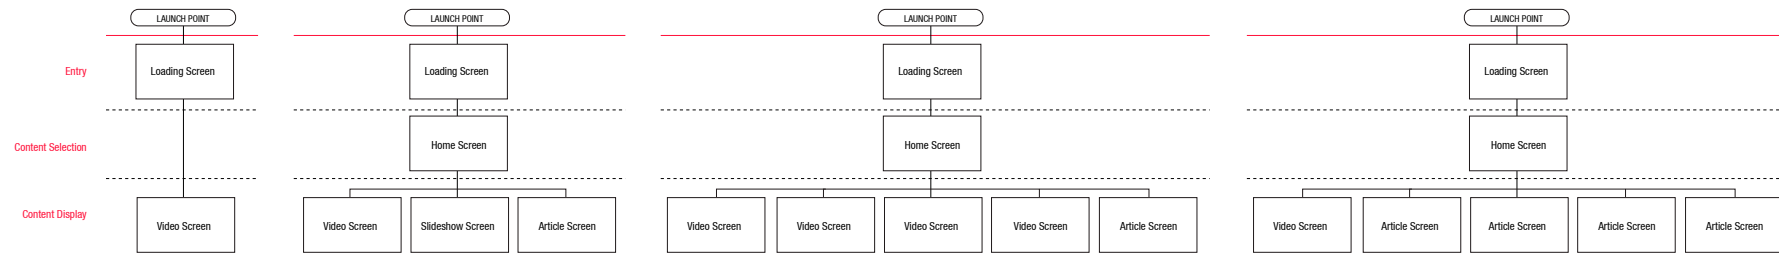 LAUNCH POINT
LAUNCH POINT
LAUNCH POINT
LAUNCH POINT
Entry
Loading Screen
Loading Screen
Loading Screen
Loading Screen
Content Selection
Home Screen
Home Screen
Home Screen
Content Display
Video Screen
Video Screen
Slideshow Screen
Article Screen
Video Screen
Video Screen
Video Screen
Video Screen
Article Screen
Video Screen
Article Screen
Article Screen
Article Screen
Article Screen